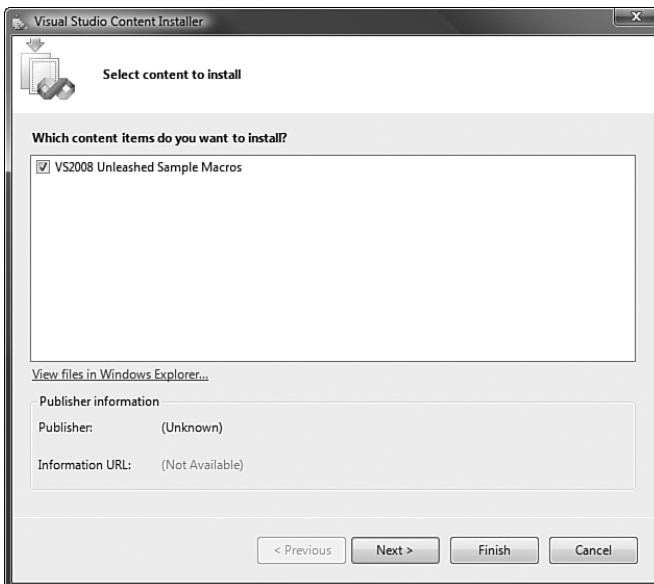 Visual Studio Content Installer
Select content to install
Which content items do you want to install?
VS2008 Unleashed Sample Macros
View files in Windows Explorer...
Publisher information
Publisher: (Unknown)
Information URL: (Not Available)
< Previous Next > Finish Cancel